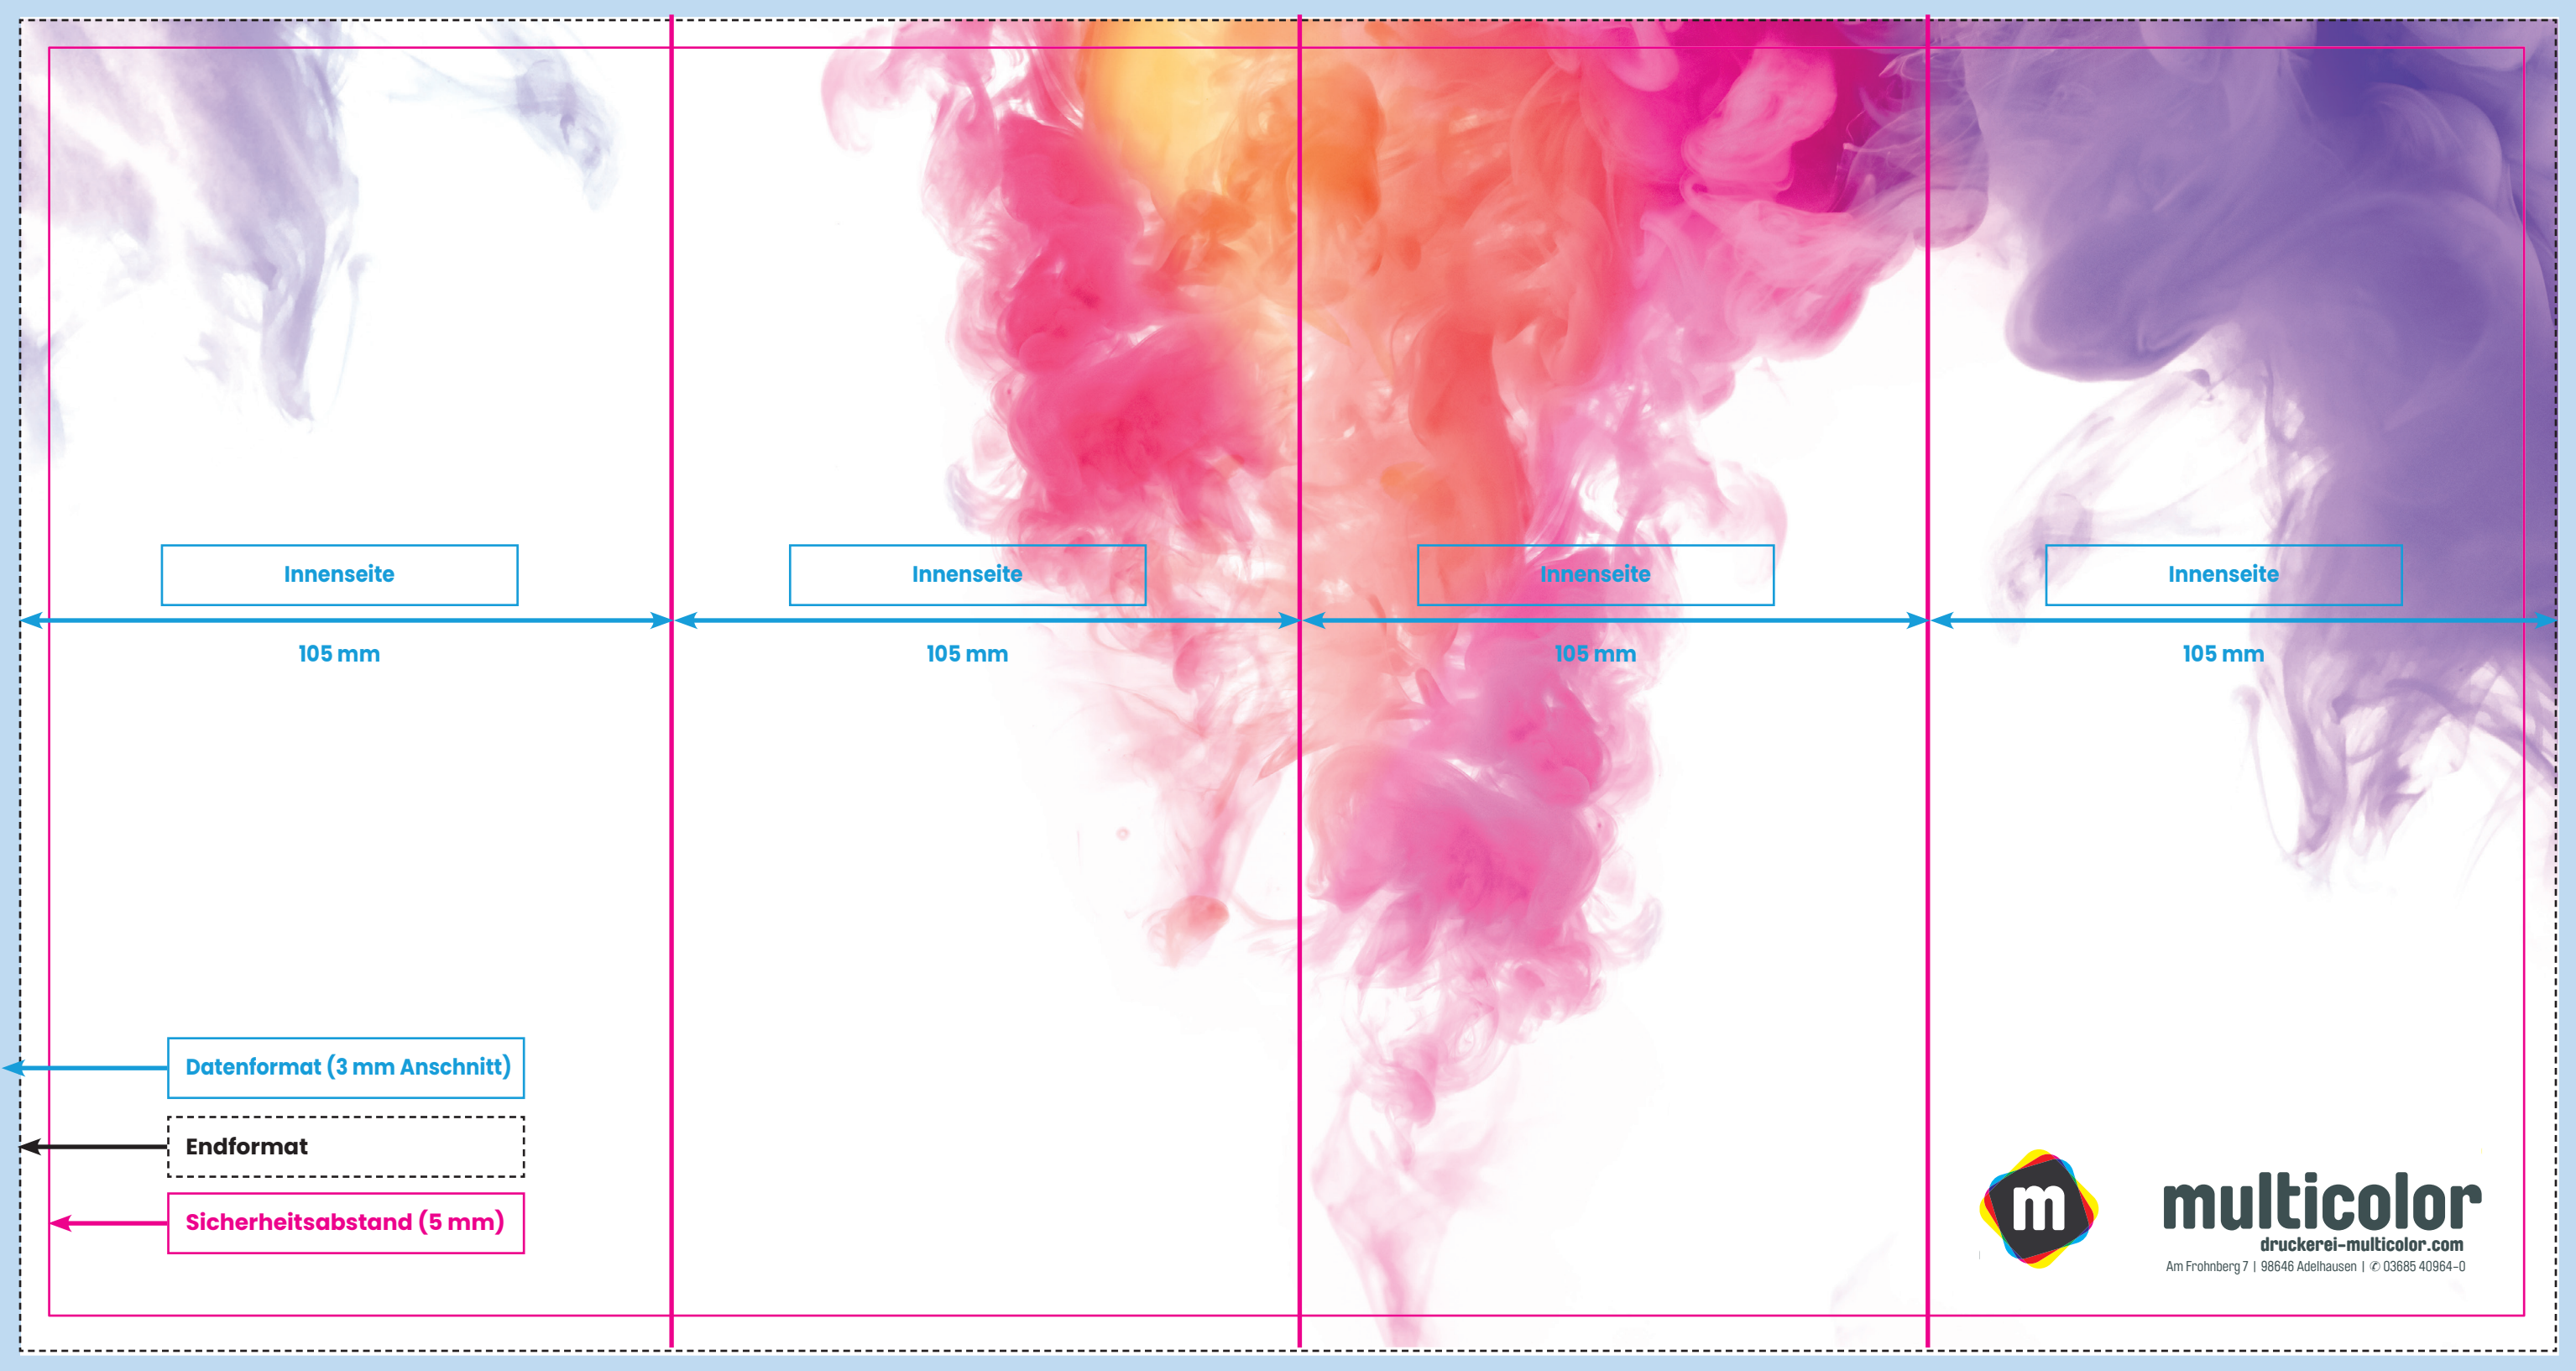 Innenseite
Innenseite
Innenseite
Innenseite
105 mm
105 mm
105 mm
105 mm
Datenformat (3 mm Anschnitt)
Endformat
Sicherheitsabstand (5 mm)
m
multicolor
druckerei-multicolor.com
Am Frohnberg 7 | 98646 Adelhausen | ✆ 03685 40964-0